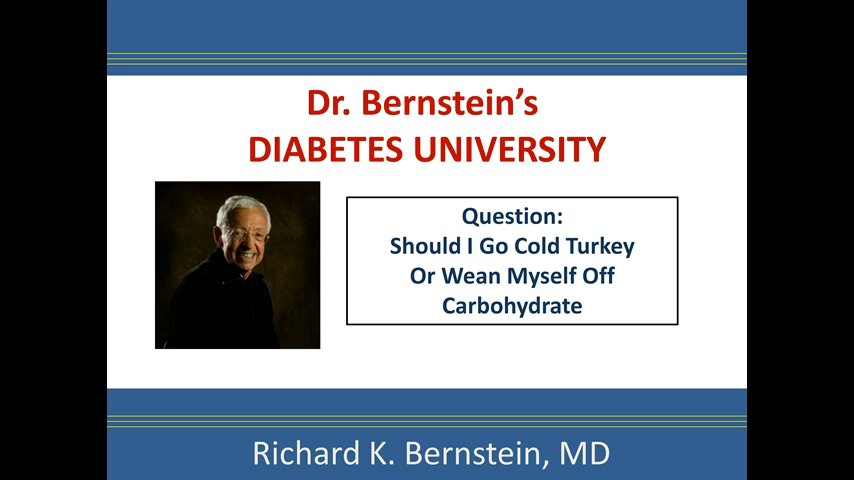 Dr. Bernstein’s
DIABETES UNIVERSITY
Question:
Should I Go Cold Turkey
Or Wean Myself Off
Carbohydrate
Richard K. Bernstein, MD